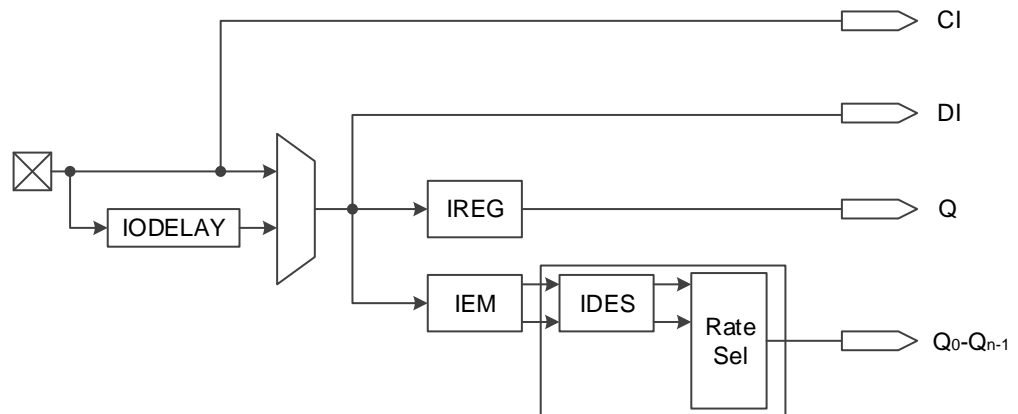 CI
DI
IODELAY
IREG
Q
IEM
IDES
Rate
Sel
Q0-Qn-1